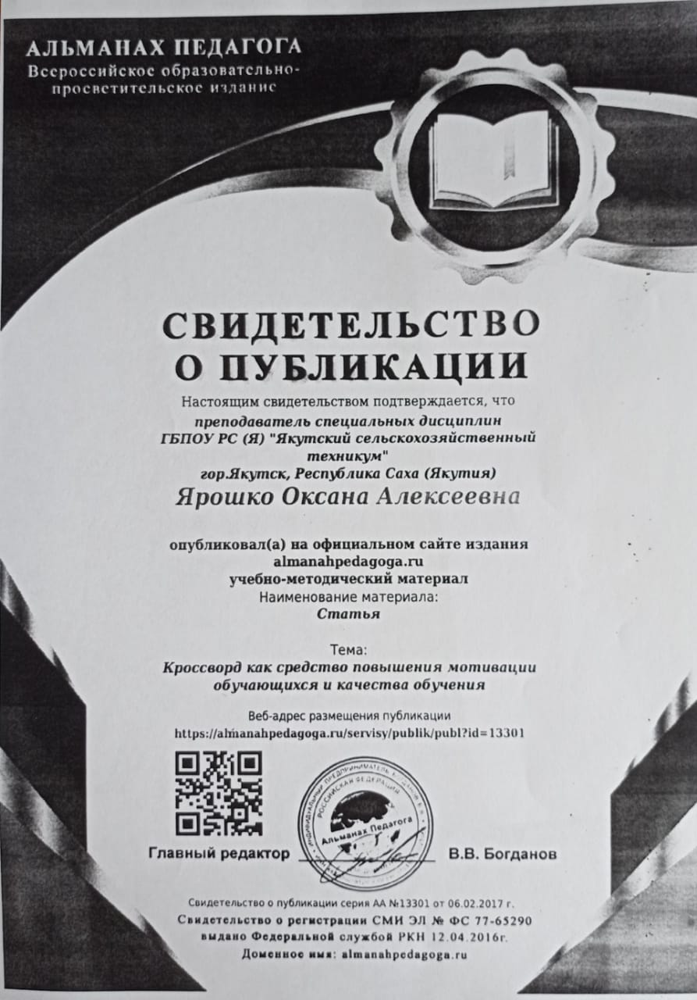 АЛЬМАНАХ ПЕДАГОГА
Всероссийское образовательно-
просветительское издание
СВИДЕТЕЛЬСТВО
О ПУБЛИКАЦИИ
Настоящим свидетельством подтверждается, что
преподаватель специальных дисциплин
ГБПОУ РС (Я) "Якутский сельскохозяйственный
техникум"
гор.Якутск, Республика Саха (Якутия)
Ярошко Оксана Алексеевна
опубликовал(а) на официальном сайте издания
almanahpedagoga.ru
учебно-методический материал
Наименование материала:
Статья
Тема:
Кроссворд как средство повышения мотивации
обучающихся и качества обучения
Веб-адрес размещения публикации
https://almanahpedagoga.ru/servisy/publik/publ?id=13301
ИНДИВИДУАЛЬНЫЙ ПРЕДПРИНИМАТЕЛЬ БОГДАНОВ В.В.
РОССИЙСКАЯ ФЕДЕРАЦИЯ
Альманах Педагога
Главный редактор
В.В. Богданов
Свидетельство о публикации серия АА №13301 от 06.02.2017 г.
Свидетельство о регистрации СМИ ЭЛ № ФС 77-65290
выдано Федеральной службой РКН 12.04.2016г.
Доменное имя: almanahpedagoga.ru